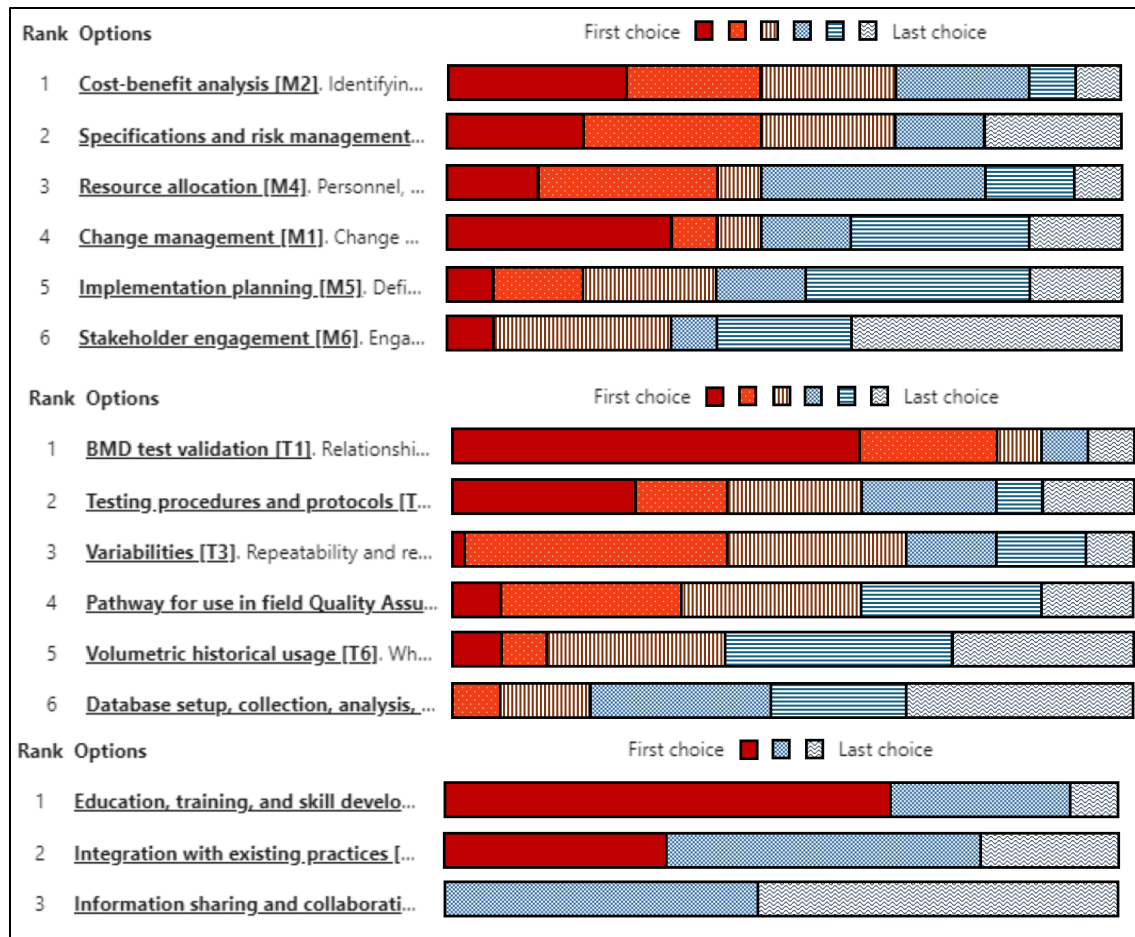 Rank Options First choice Last choice
1 Cost-benefit analysis [M2]. Identifyin...
2 Specifications and risk management...
3 Resource allocation [M4]. Personnel, ...
4 Change management [M1]. Change ...
5 Implementation planning [M5]. Defi...
6 Stakeholder engagement [M6]. Enga...
Rank Options First choice Last choice
1 BMD test validation [T1]. Relationshi...
2 Testing procedures and protocols [T...
3 Variabilities [T3]. Repeatability and re...
4 Pathway for use in field Quality Assu...
5 Volumetric historical usage [T6]. Wh...
6 Database setup, collection, analysis, ...
Rank Options First choice Last choice
1 Education, training, and skill develo...
2 Integration with existing practices [...
3 Information sharing and collaborati...